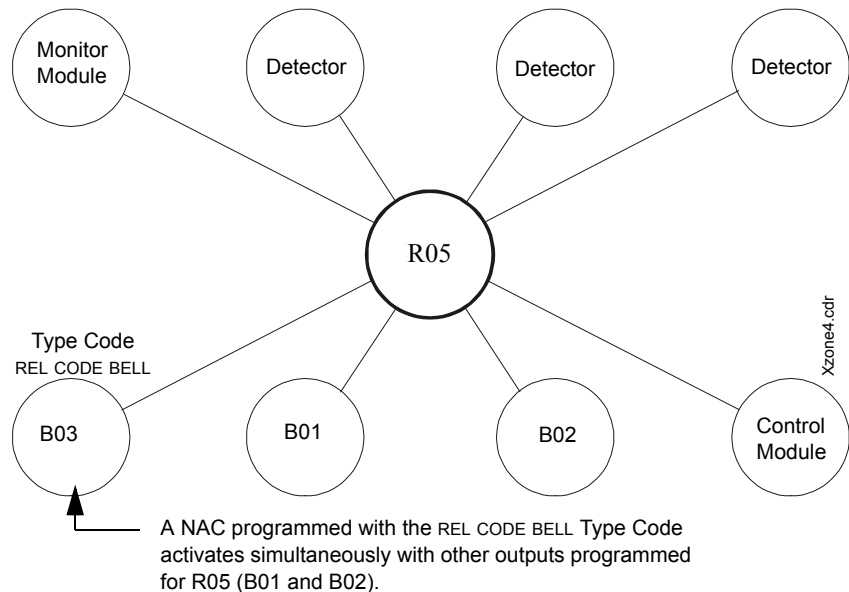 Monitor
Module
Detector
Detector
Detector
R05
Xzone4.cdr
Type Code
REL CODE BELL
B03
B01
B02
Control
Module
A NAC programmed with the REL CODE BELL Type Code
activates simultaneously with other outputs programmed
for R05 (B01 and B02).